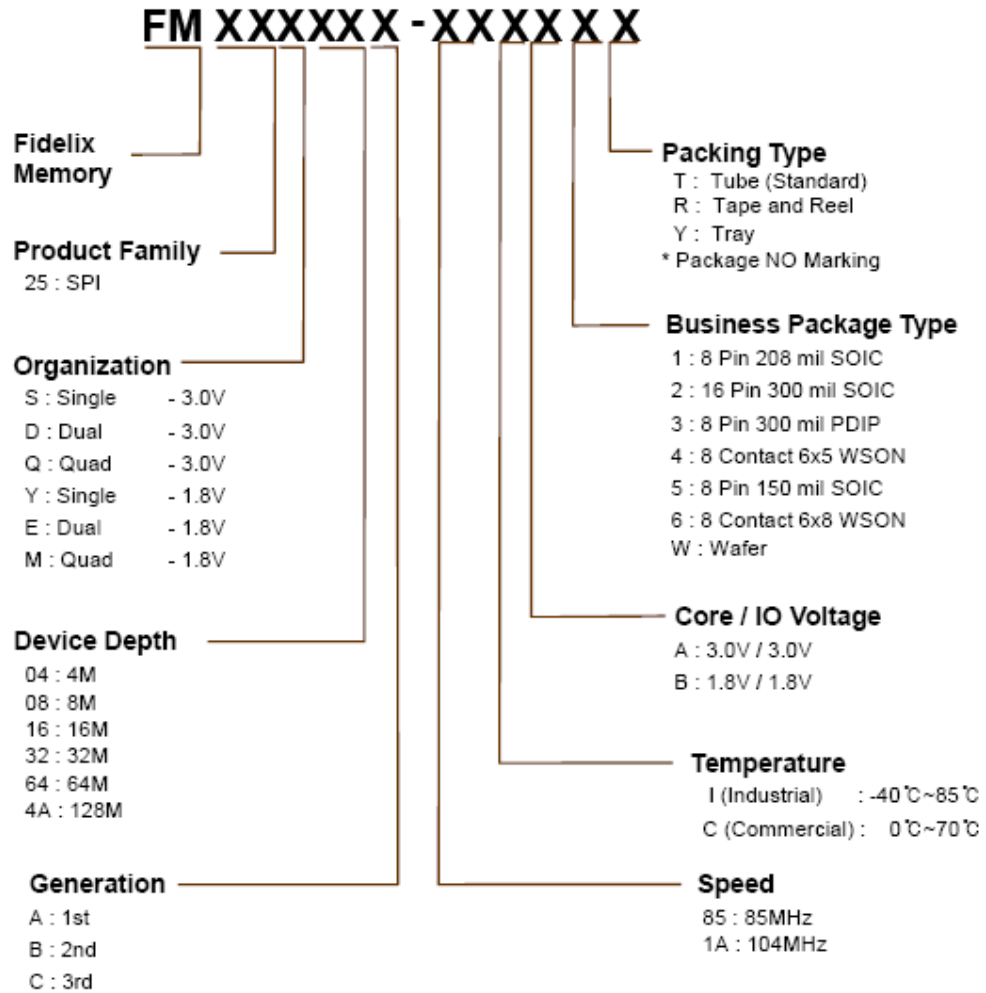 FM XXXXXX - XXXXXX
Fidelix
Memory
Product Family
25 : SPI
Organization
S : Single - 3.0V
D : Dual - 3.0V
Q : Quad - 3.0V
Y : Single - 1.8V
E : Dual - 1.8V
M : Quad - 1.8V
Device Depth
04 : 4M
08 : 8M
16 : 16M
32 : 32M
64 : 64M
4A : 128M
Generation
A : 1st
B : 2nd
C : 3rd
Packing Type
T : Tube (Standard)
R : Tape and Reel
Y : Tray
* Package NO Marking
Business Package Type
1 : 8 Pin 208 mil SOIC
2 : 16 Pin 300 mil SOIC
3 : 8 Pin 300 mil PDIP
4 : 8 Contact 6x5 WSON
5 : 8 Pin 150 mil SOIC
6 : 8 Contact 6x8 WSON
W : Wafer
Core / IO Voltage
A : 3.0V / 3.0V
B : 1.8V / 1.8V
Temperature
I (Industrial) : -40℃~85℃
C (Commercial) : 0℃~70℃
Speed
85 : 85MHz
1A : 104MHz